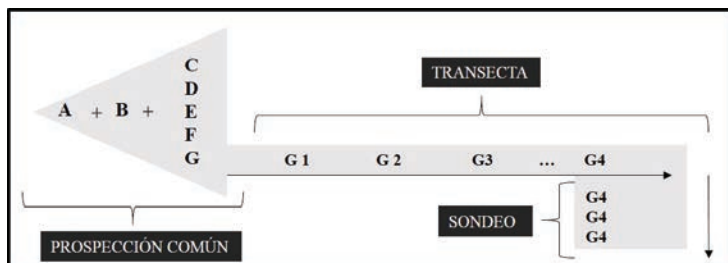 C
D
TRANSECTA
A + B + E
F
G
G 1 G 2 G3 ... G4
G4
SONDEO G4
G4
PROSPECCIÓN COMÚN